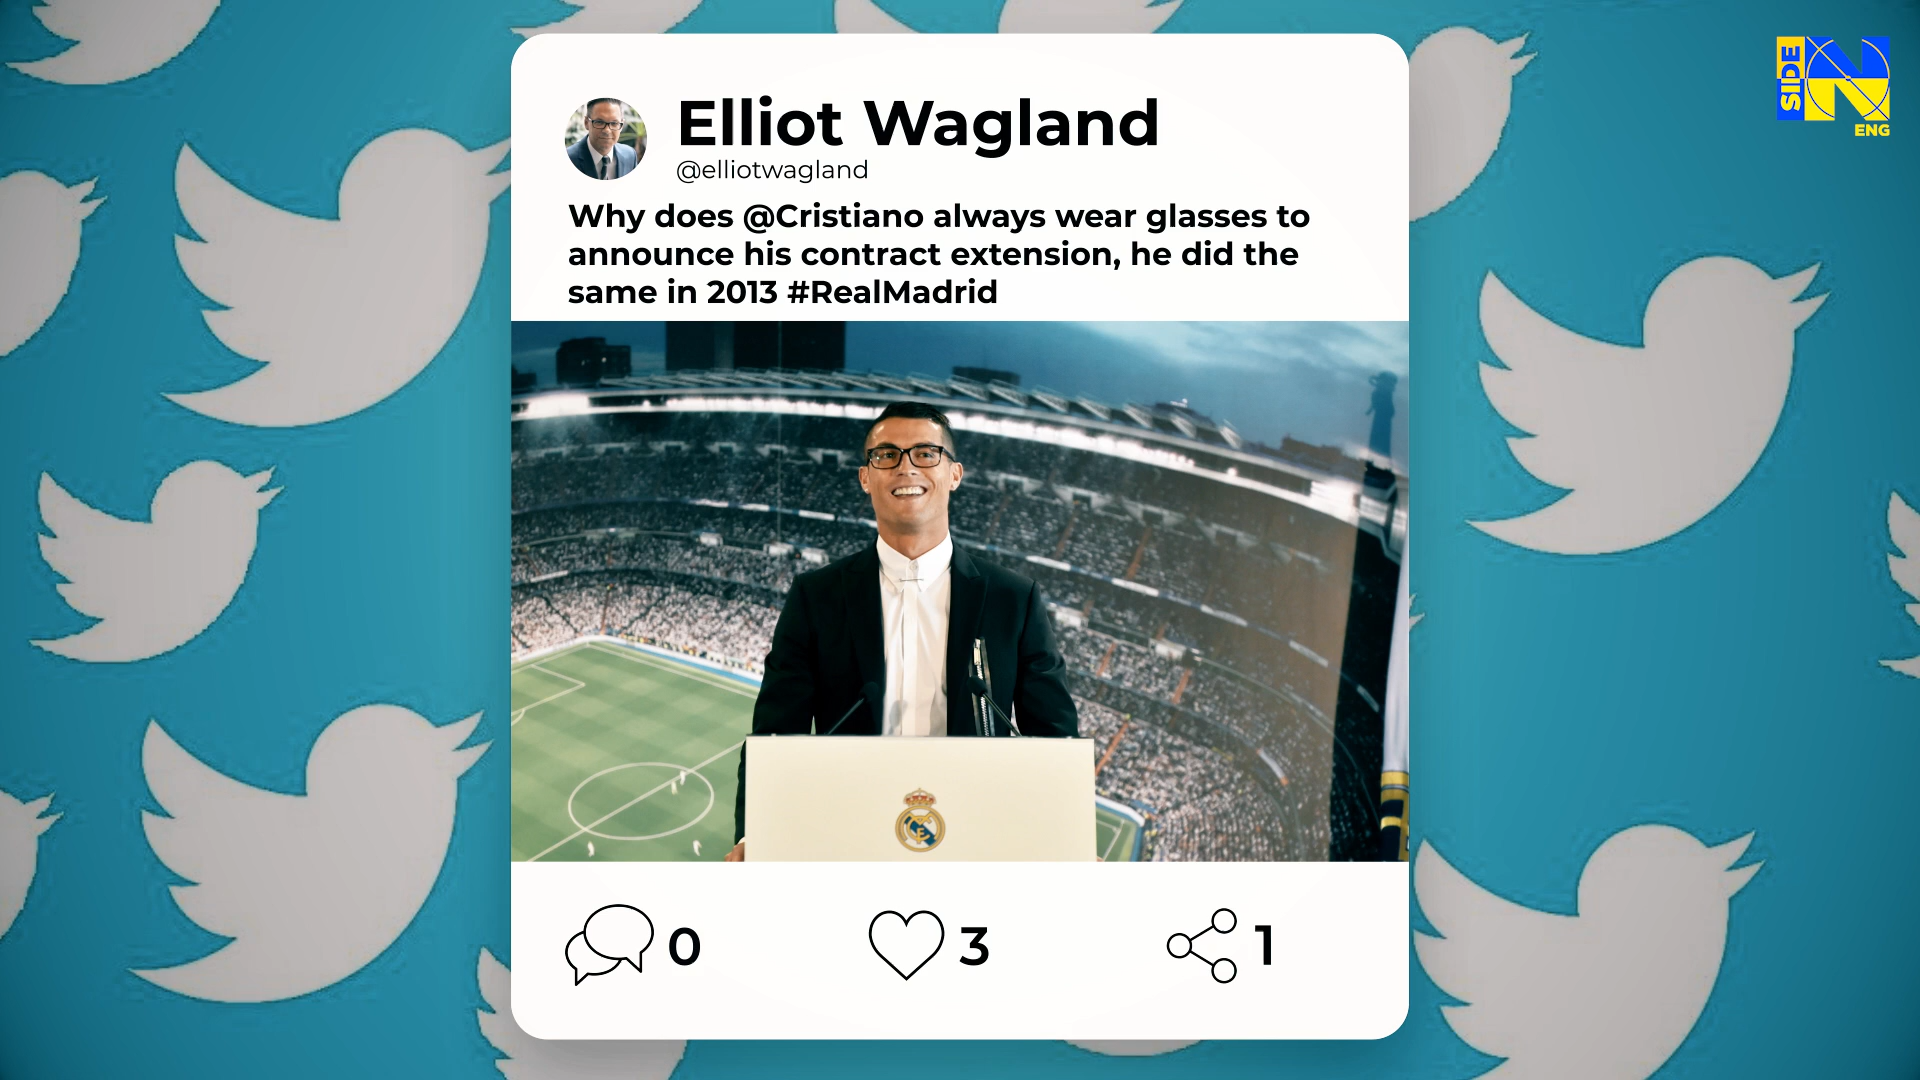 SIDE
N
ENG
Elliot Wagland
@elliotwagland
Why does @Cristiano always wear glasses to
announce his contract extension, he did the
same in 2013 #RealMadrid
0
3
1